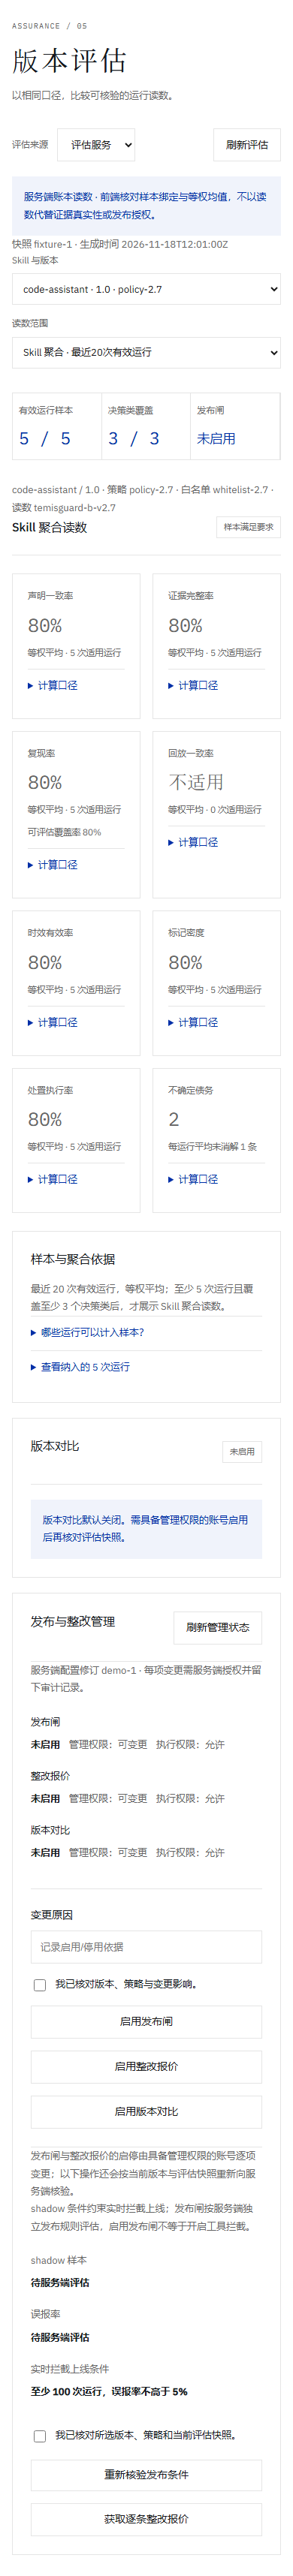 ASSURANCE / 05
版本评估
以相同口径，比较可核验的运行读数。
评估来源
评估服务
刷新评估
服务端账本读数 · 前端核对样本绑定与等权均值，不以读
数代替证据真实性或发布授权。
快照 fixture-1 · 生成时间 2026-11-18T12:01:00Z
Skill 与版本
code-assistant · 1.0 · policy-2.7
读数范围
Skill 聚合 · 最近20次有效运行
有效运行样本
5 / 5
决策类覆盖
3 / 3
发布闸
未启用
code-assistant / 1.0 · 策略 policy-2.7 · 白名单 whitelist-2.7 ·
读数 temisguard-b-v2.7
Skill 聚合读数
样本满足要求
声明一致率
80%
等权平均 · 5 次适用运行
▶ 计算口径
证据完整率
80%
等权平均 · 5 次适用运行
▶ 计算口径
复现率
80%
等权平均 · 5 次适用运行
可评估覆盖率 80%
▶ 计算口径
回放一致率
不适用
等权平均 · 0 次适用运行
▶ 计算口径
时效有效率
80%
等权平均 · 5 次适用运行
▶ 计算口径
标记密度
80%
等权平均 · 5 次适用运行
▶ 计算口径
处置执行率
80%
等权平均 · 5 次适用运行
▶ 计算口径
不确定债务
2
每运行平均未消解 1 条
▶ 计算口径
样本与聚合依据
最近 20 次有效运行，等权平均；至少 5 次运行且覆
盖至少 3 个决策类后，才展示 Skill 聚合读数。
▶ 哪些运行可以计入样本？
▶ 查看纳入的 5 次运行
版本对比
未启用
版本对比默认关闭。需具备管理权限的账号启用
后再核对评估快照。
发布与整改管理
刷新管理状态
服务端配置修订 demo-1 · 每项变更需服务端授权并留
下审计记录。
发布闸
未启用 管理权限：可变更 执行权限：允许
整改报价
未启用 管理权限：可变更 执行权限：允许
版本对比
未启用 管理权限：可变更 执行权限：允许
变更原因
记录启用/停用依据
我已核对版本、策略与变更影响。
启用发布闸
启用整改报价
启用版本对比
发布闸与整改报价的启停由具备管理权限的账号逐项
变更；以下操作还会按当前版本与评估快照重新向服
务端核验。
shadow 条件约束实时拦截上线；发布闸按服务端独
立发布规则评估，启用发布闸不等于开启工具拦截。
shadow 样本
待服务端评估
误报率
待服务端评估
实时拦截上线条件
至少 100 次运行，误报率不高于 5%
我已核对所选版本、策略和当前评估快照。
重新核验发布条件
获取逐条整改报价